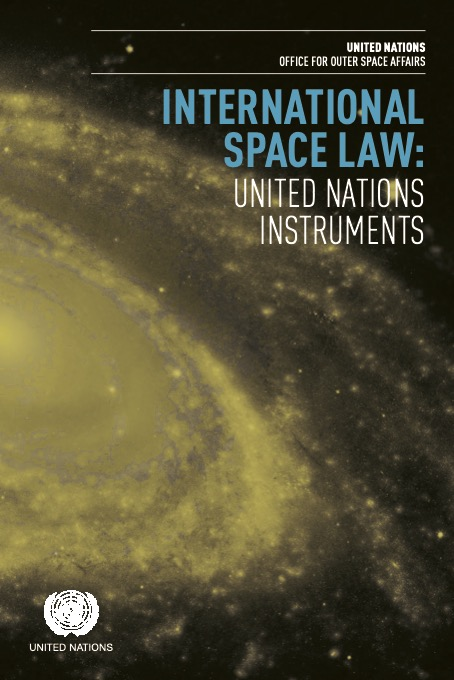 UNITED NATIONS
OFFICE FOR OUTER SPACE AFFAIRS
INTERNATIONAL
SPACE LAW:
UNITED NATIONS
INSTRUMENTS
UNITED NATIONS